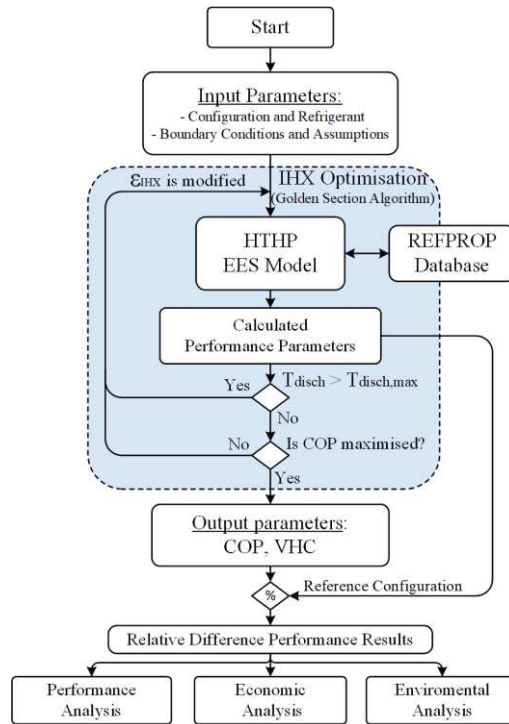 Start
Input Parameters:
- Configuration and Refrigerant
- Boundary Conditions and Assumptions
εIHX is modified
IHX Optimisation
(Golden Section Algorithm)
HTHP
EES Model
REFPROP
Database
Calculated
Performance Parameters
Yes
Tdisch > Tdisch,max
No
No
Is COP maximised?
Yes
Output parameters:
COP, VHC
Reference Configuration
%
Relative Difference Performance Results
Performance
Analysis
Economic
Analysis
Enviromental
Analysis